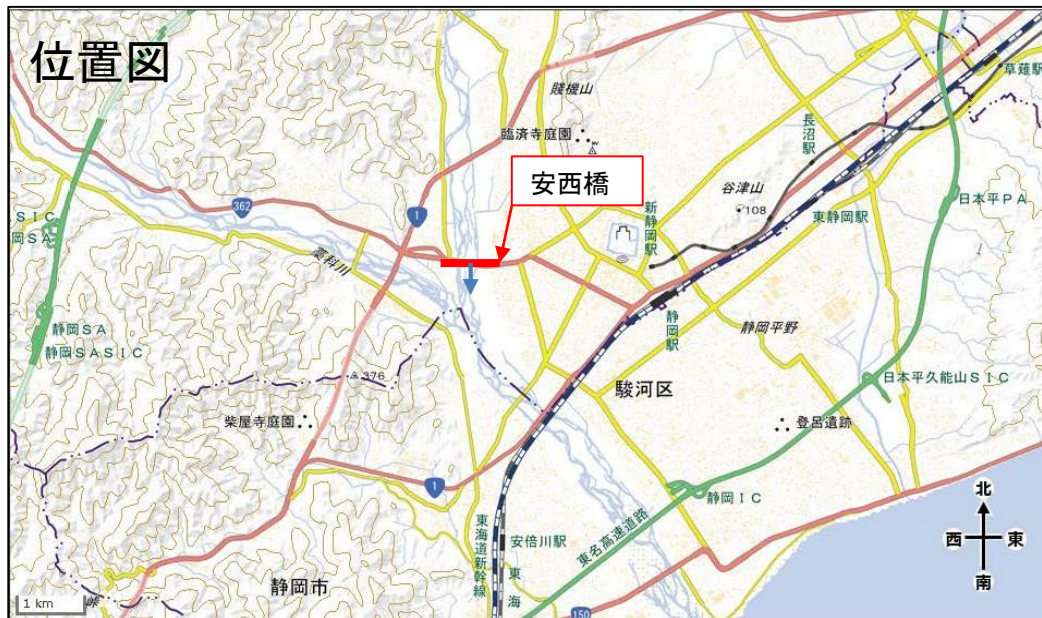 位置図
賤機山
臨済寺庭園
安西橋
362
1
長沼駅
草薙駅
谷津山
108
新静岡駅
東静岡駅
日本平PA
SIC
岡SA
藁科川
静岡SA
静岡SASIC
376
静岡駅
静岡平野
柴屋寺庭園
駿河区
日本平久能山SIC
登呂遺跡
1
静岡IC
東名高速道路
東海道新幹線
安倍川駅
東海
静岡市
150
峠
1 km
北
西
東
南